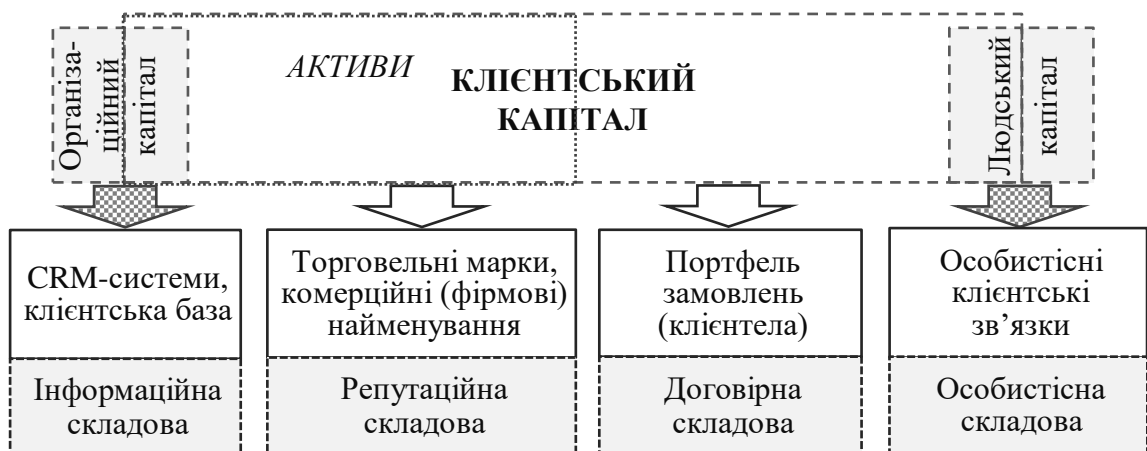 Організа-
ційний
капітал
АКТИВИ
КЛІЄНТСЬКИЙ
КАПІТАЛ
Людський
капітал
CRM-системи,
клієнтська база
Торговельні марки,
комерційні (фірмові)
найменування
Портфель
замовлень
(клієнтела)
Особистісні
клієнтські
зв’язки
Інформаційна
складова
Репутаційна
складова
Договірна
складова
Особистісна
складова